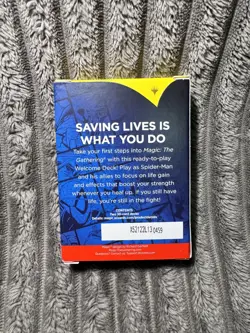 SAVING LIVES IS
WHAT YOU DO
Take your first steps into Magic: The
Gathering® with this ready-to-play
Welcome Deck! Play as Spider-Man
and his allies to focus on life gain
and effects that boost your strength
whenever you heal up. If you still have
life, you're still in the fight!
CONTENTS: